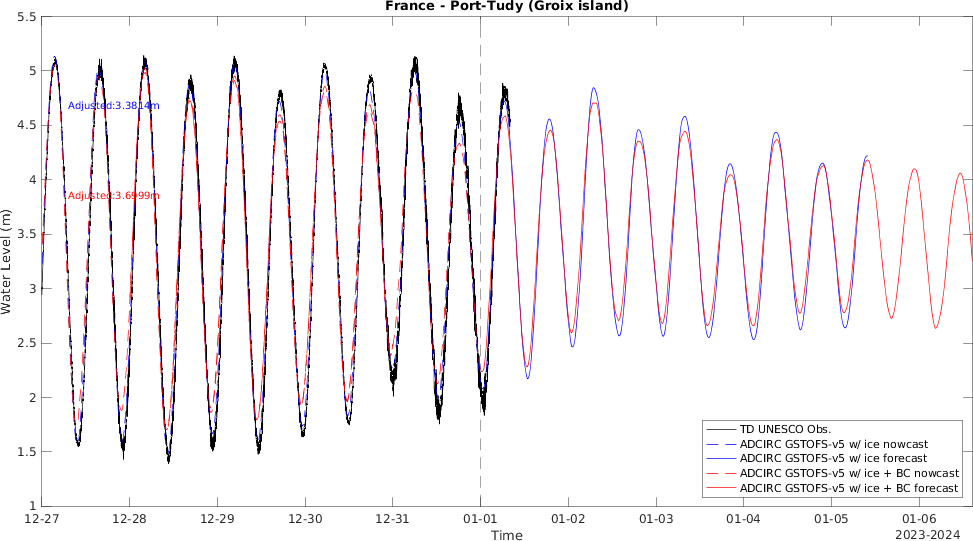 France - Port-Tudy (Groix island)
5.5
5
4.5
4
3.5
3
2.5
2
1.5
1
Water Level (m)
Adjusted:3.3814m
Adjusted:3.6999m
TD UNESCO Obs.
ADCIRC GSTOFS-v5 w/ ice nowcast
ADCIRC GSTOFS-v5 w/ ice forecast
ADCIRC GSTOFS-v5 w/ ice + BC nowcast
ADCIRC GSTOFS-v5 w/ ice + BC forecast
12-27 12-28 12-29 12-30 12-31 01-01 01-02 01-03 01-04 01-05 01-06
Time
2023-2024